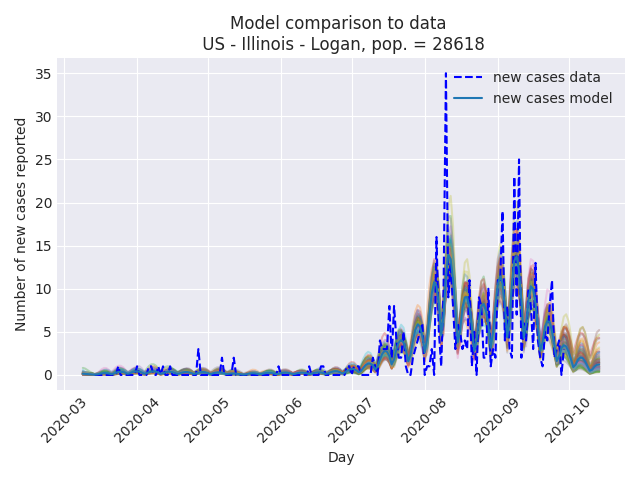 Model comparison to data
US - Illinois - Logan, pop. = 28618
new cases data
new cases model
Number of new cases reported
35
30
25
20
15
10
5
0
2020-03
2020-04
2020-05
2020-06
2020-07
2020-08
2020-09
2020-10
Day